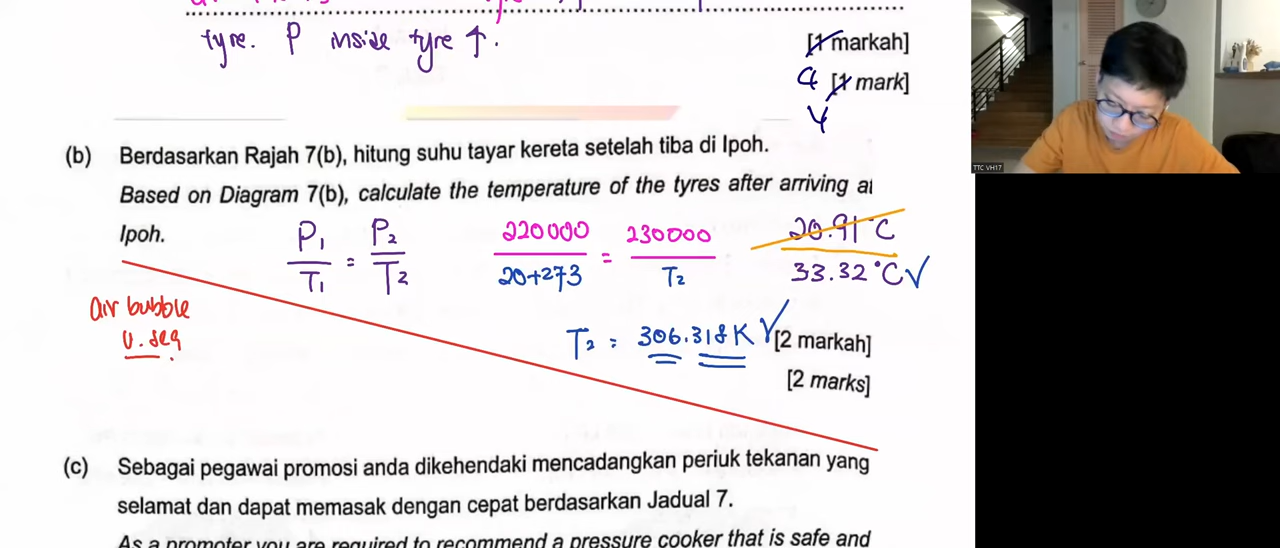 tyre. P inside tyre ↑.
[1 markah]
4 [1 mark]
(b) Berdasarkan Rajah 7(b), hitung suhu tayar kereta setelah tiba di Ipoh.
Based on Diagram 7(b), calculate the temperature of the tyres after arriving at
Ipoh.
P₁/T₁ = P₂/T₂
220000/20+273 = 230000/T₂
20.91°C
33.32°C ✓
air bubble
T₂ = 306.318K ✓
[2 markah]
[2 marks]
(c) Sebagai pegawai promosi anda dikehendaki mencadangkan periuk tekanan yang
selamat dan dapat memasak dengan cepat berdasarkan Jadual 7.
As a promoter you are required to recommend a pressure cooker that is safe and
TTC VH17